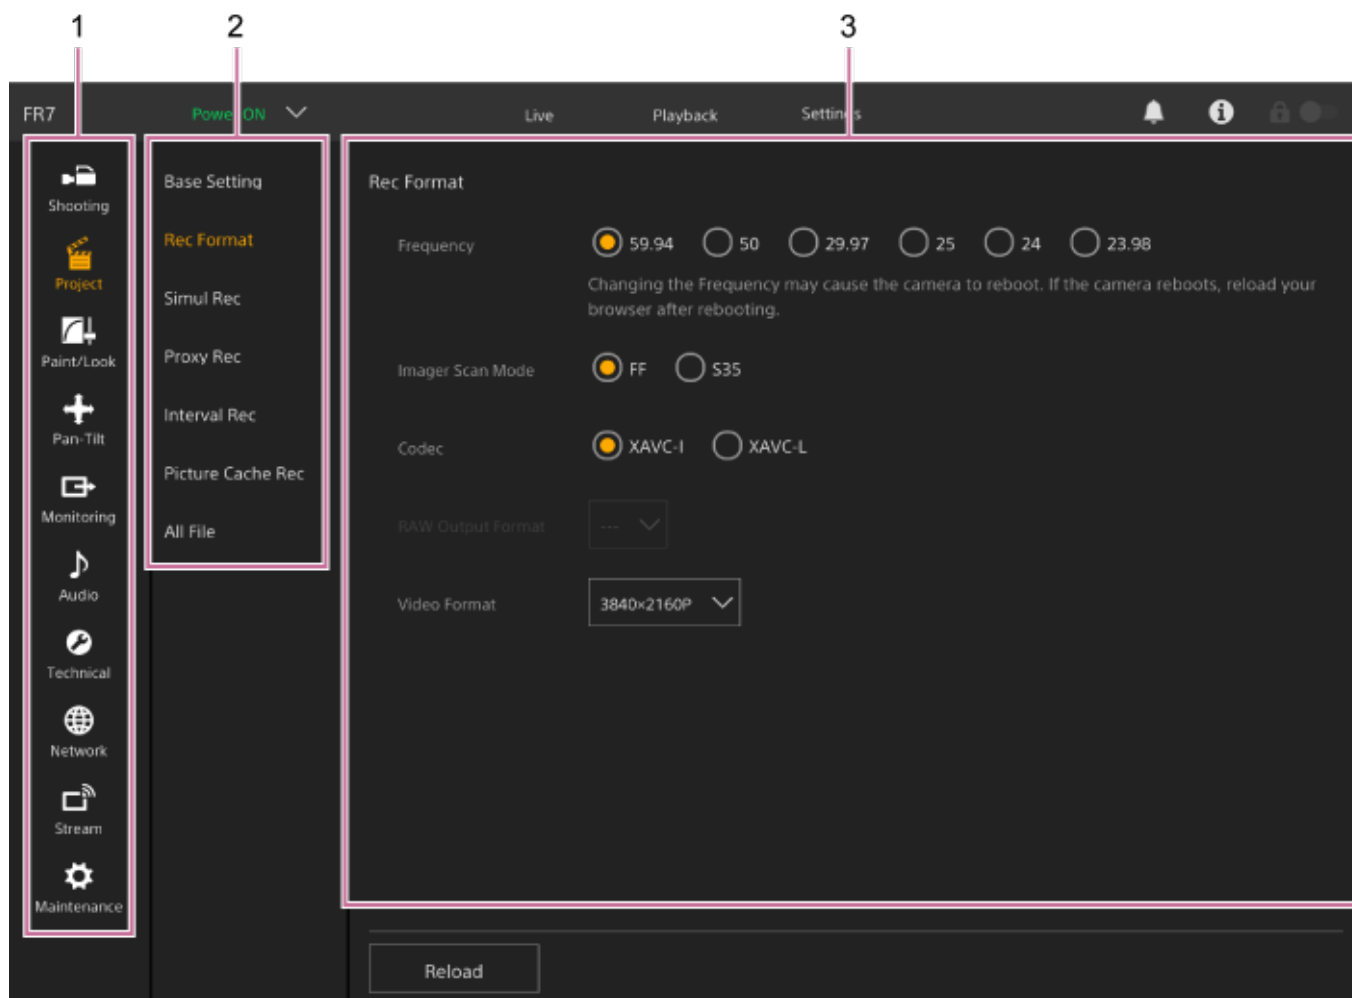 1 2 3
FR7 Power ON Live Playback Settings
Shooting
Project
Paint/Look
Pan-Tilt
Monitoring
Audio
Technical
Network
Stream
Maintenance
Base Setting
Rec Format
Simul Rec
Proxy Rec
Interval Rec
Picture Cache Rec
All File
Rec Format
Frequency 59.94 50 29.97 25 24 23.98
Changing the Frequency may cause the camera to reboot. If the camera reboots, reload your
browser after rebooting.
Imager Scan Mode FF S35
Codec XAVC-I XAVC-L
RAW Output Format ---
Video Format 3840×2160P
Reload